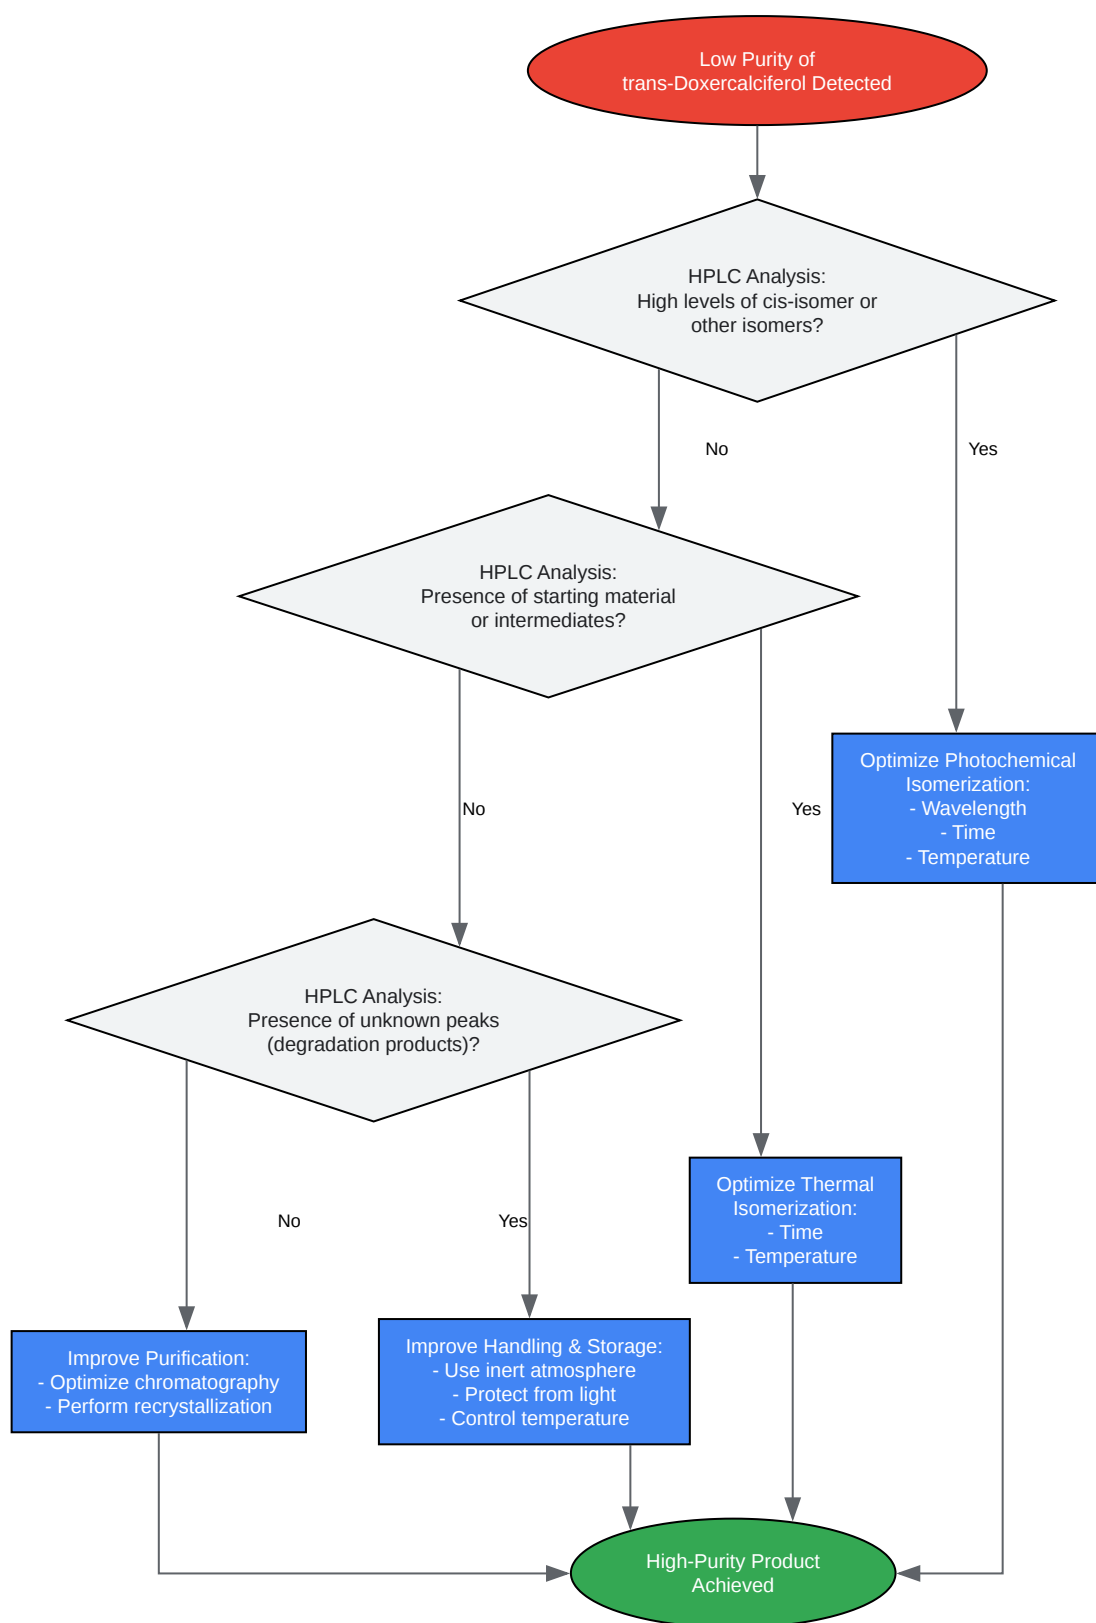 Low Purity of
trans-Doxercalciferol Detected
HPLC Analysis:
High levels of cis-isomer or
other isomers?
No
Yes
HPLC Analysis:
Presence of starting material
or intermediates?
Optimize Photochemical
Isomerization:
- Wavelength
- Time
- Temperature
No
Yes
HPLC Analysis:
Presence of unknown peaks
(degradation products)?
Optimize Thermal
Isomerization:
- Time
- Temperature
No
Yes
Improve Purification:
- Optimize chromatography
- Perform recrystallization
Improve Handling & Storage:
- Use inert atmosphere
- Protect from light
- Control temperature
High-Purity Product
Achieved